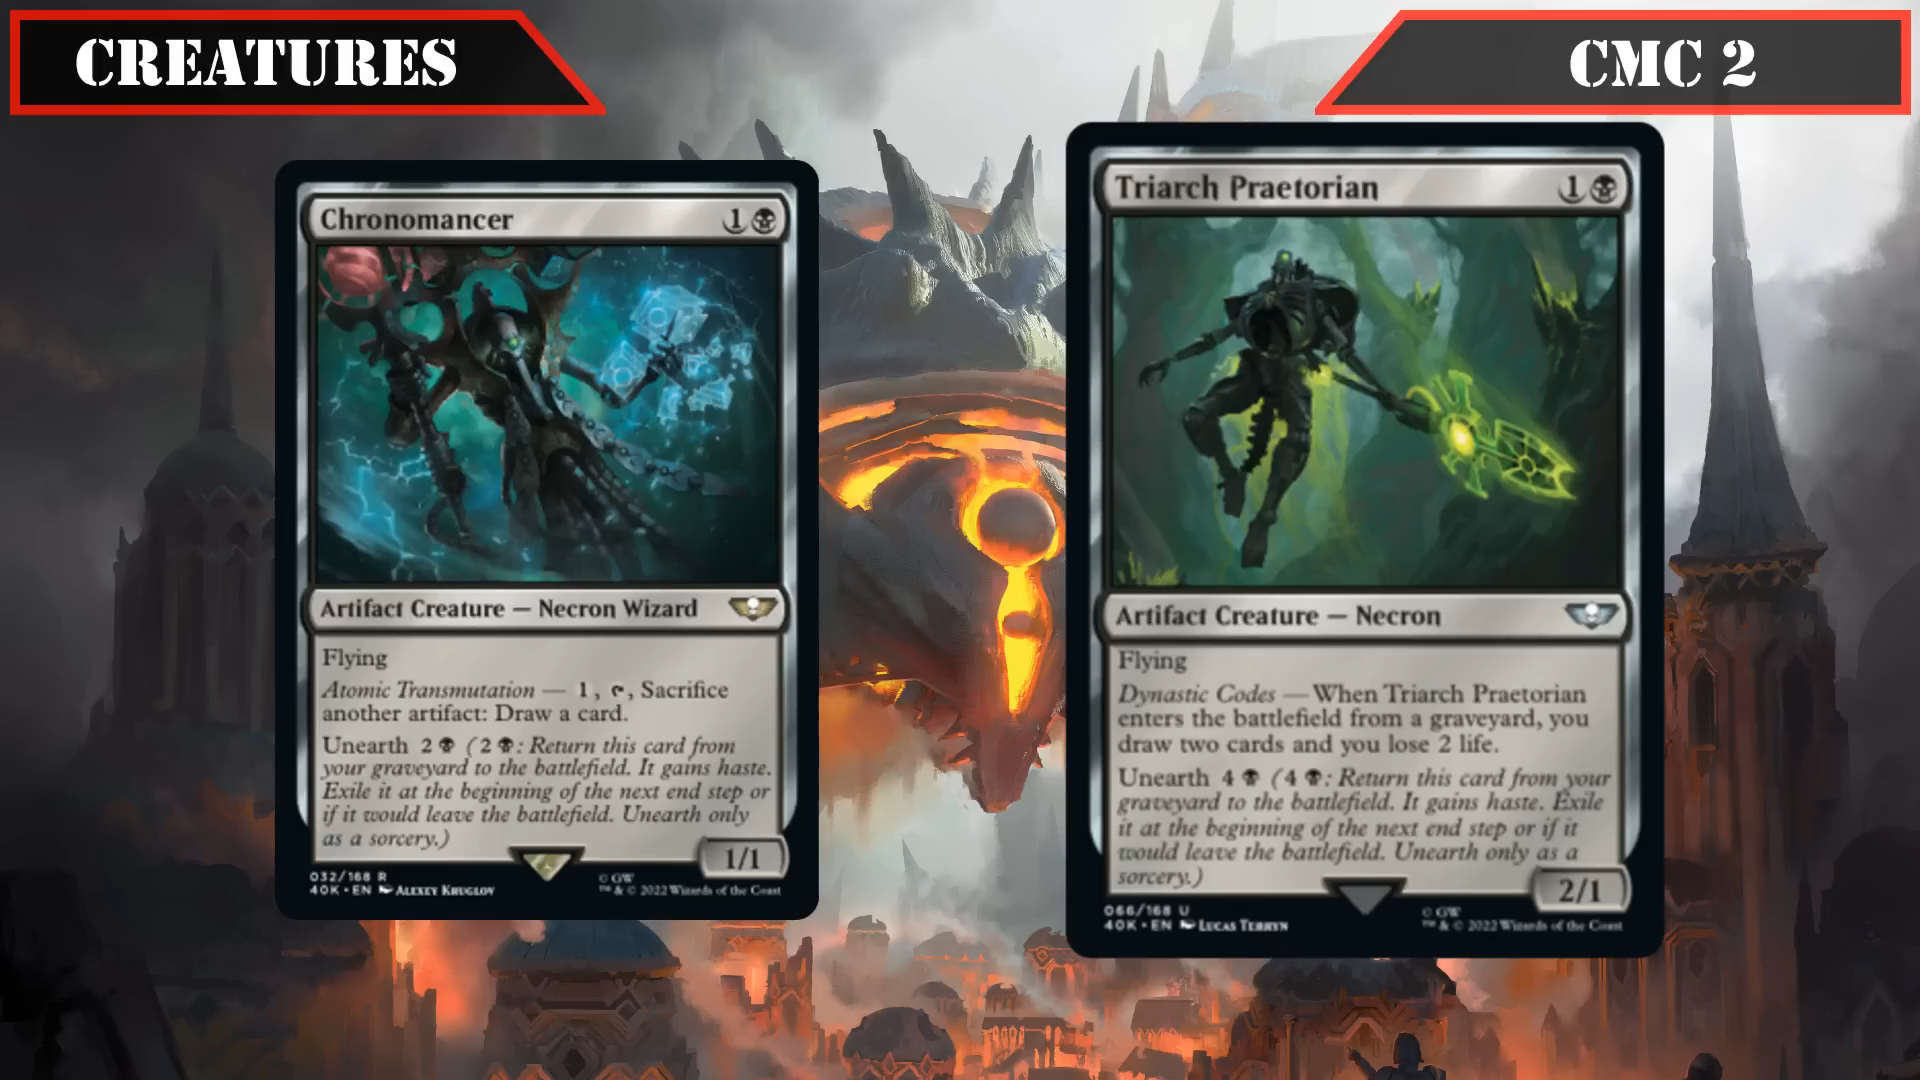 CREATURES
CMC 2
Chronomancer 1
Artifact Creature — Necron Wizard
Flying
Atomic Transmutation — 1, , Sacrifice
another artifact: Draw a card.
Unearth 2 (2 : Return this card from
your graveyard to the battlefield. It gains haste.
Exile it at the beginning of the next end step or
if it would leave the battlefield. Unearth only
as a sorcery.)
1/1
032/168 R
40K • EN ALEXEY KRUGLOV
© GW
™ & © 2022 Wizards of the Coast
Triarch Praetorian 1
Artifact Creature — Necron
Flying
Dynastic Codes — When Triarch Praetorian
enters the battlefield from a graveyard, you
draw two cards and you lose 2 life.
Unearth 4 (4 : Return this card from your
graveyard to the battlefield. It gains haste. Exile
it at the beginning of the next end step or if it
would leave the battlefield. Unearth only as a
sorcery.)
2/1
066/168 U
40K • EN LUCAS TERRYN
© GW
™ & © 2022 Wizards of the Coast